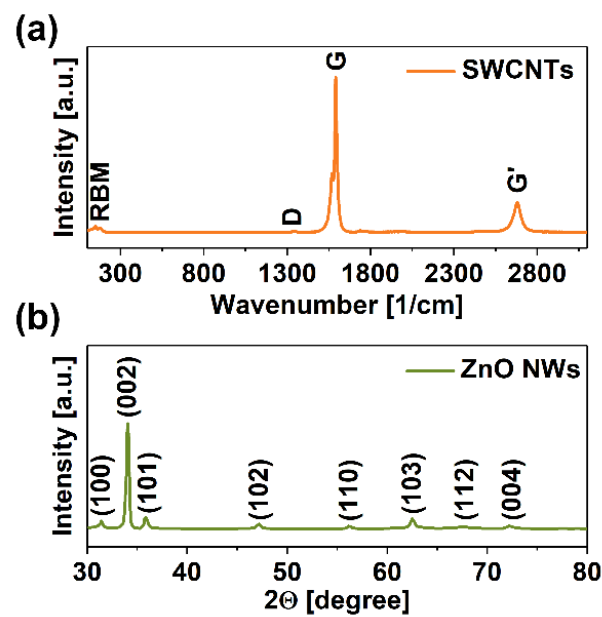 (a)
Intensity [a.u.]
RBM
D
G
G'
SWCNTs
300 800 1300 1800 2300 2800
Wavenumber [1/cm]
(b)
Intensity [a.u.]
(100)
(002)
(101)
(102)
(110)
(103)
(112)
(004)
ZnO NWs
30 40 50 60 70 80
2Θ [degree]